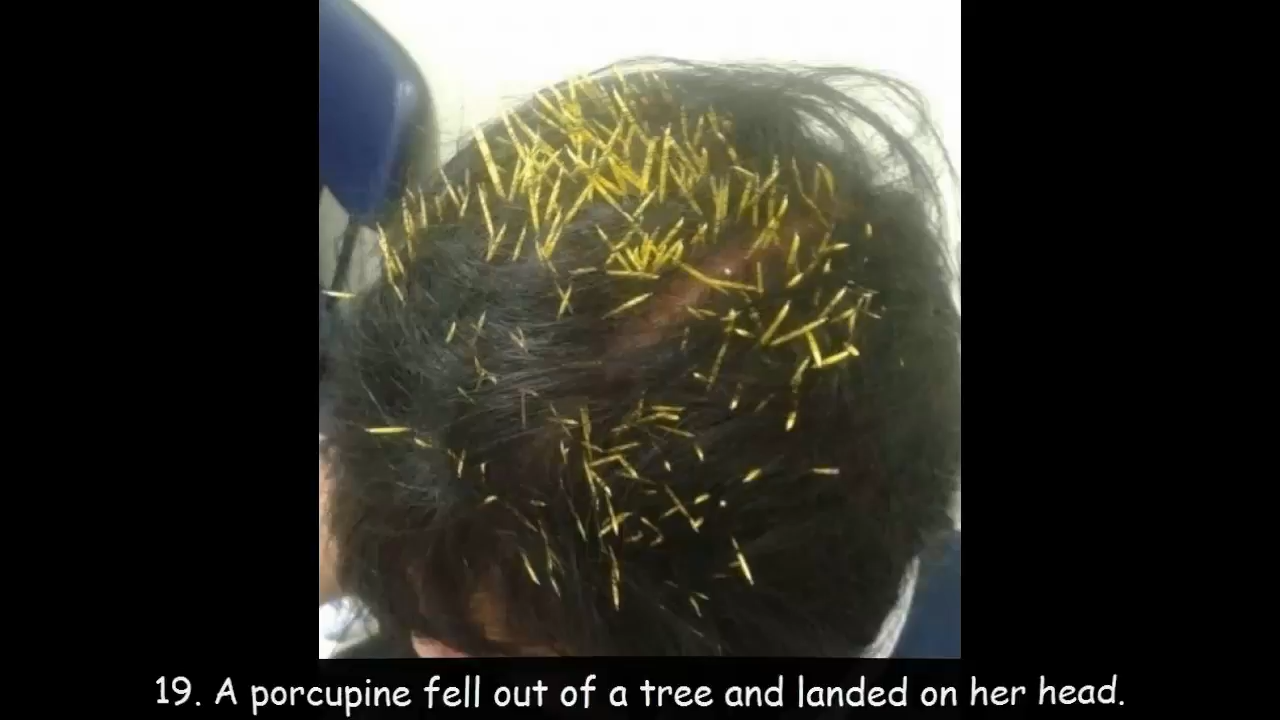 19. A porcupine fell out of a tree and landed on her head.